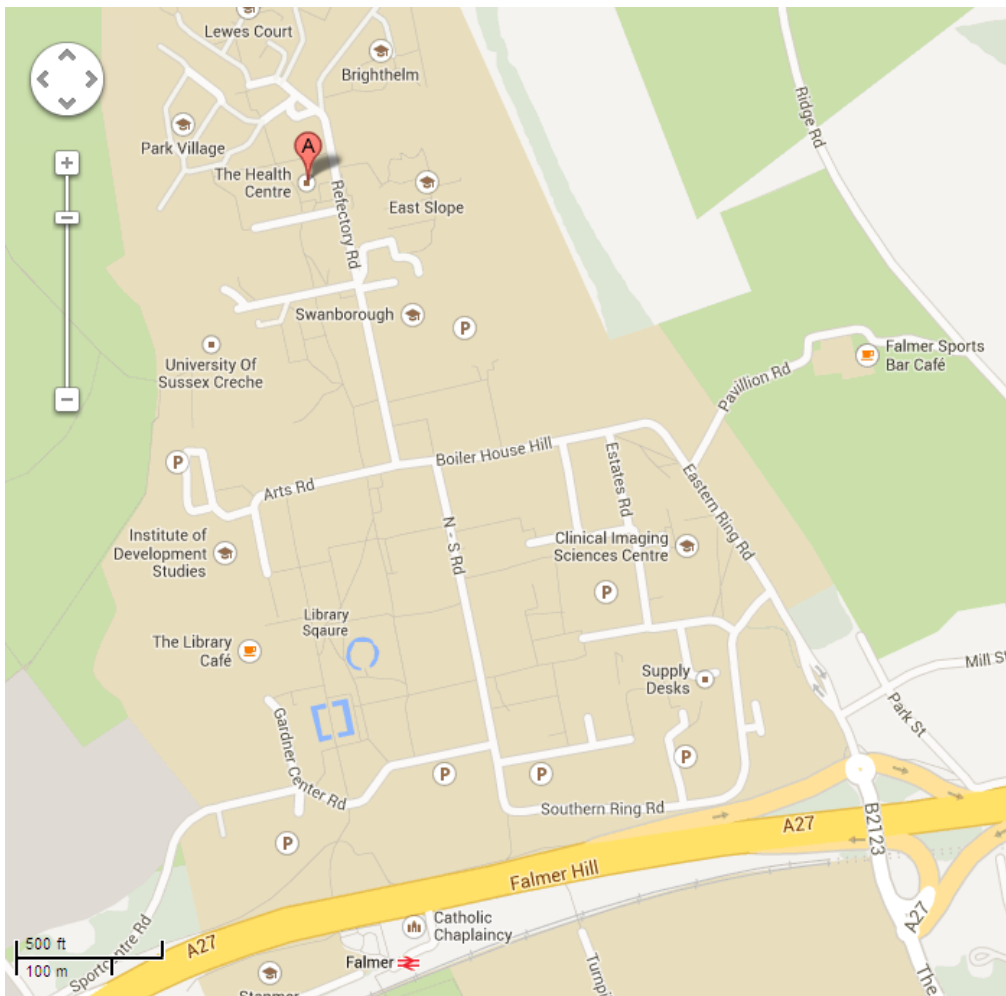 Lewes Court
Brighthelm
Park Village
A
The Health
Centre
Refectory Rd
East Slope
Ridge Rd
Swanborough
P
University Of
Sussex Creche
Falmer Sports
Bar Café
Pavillion Rd
P
Arts Rd
Boiler House Hill
Estates Rd
Eastern Ring Rd
N - S Rd
Institute of
Development
Studies
Clinical Imaging
Sciences Centre
P
Library
Sqaure
The Library
Café
Supply
Desks
Mill St
Park St
Gardner Center Rd
P
P
P
Southern Ring Rd
P
A27
B2123
Falmer Hill
A27
A27
Sportcentre Rd
Catholic
Chaplaincy
Falmer
500 ft
100 m
The